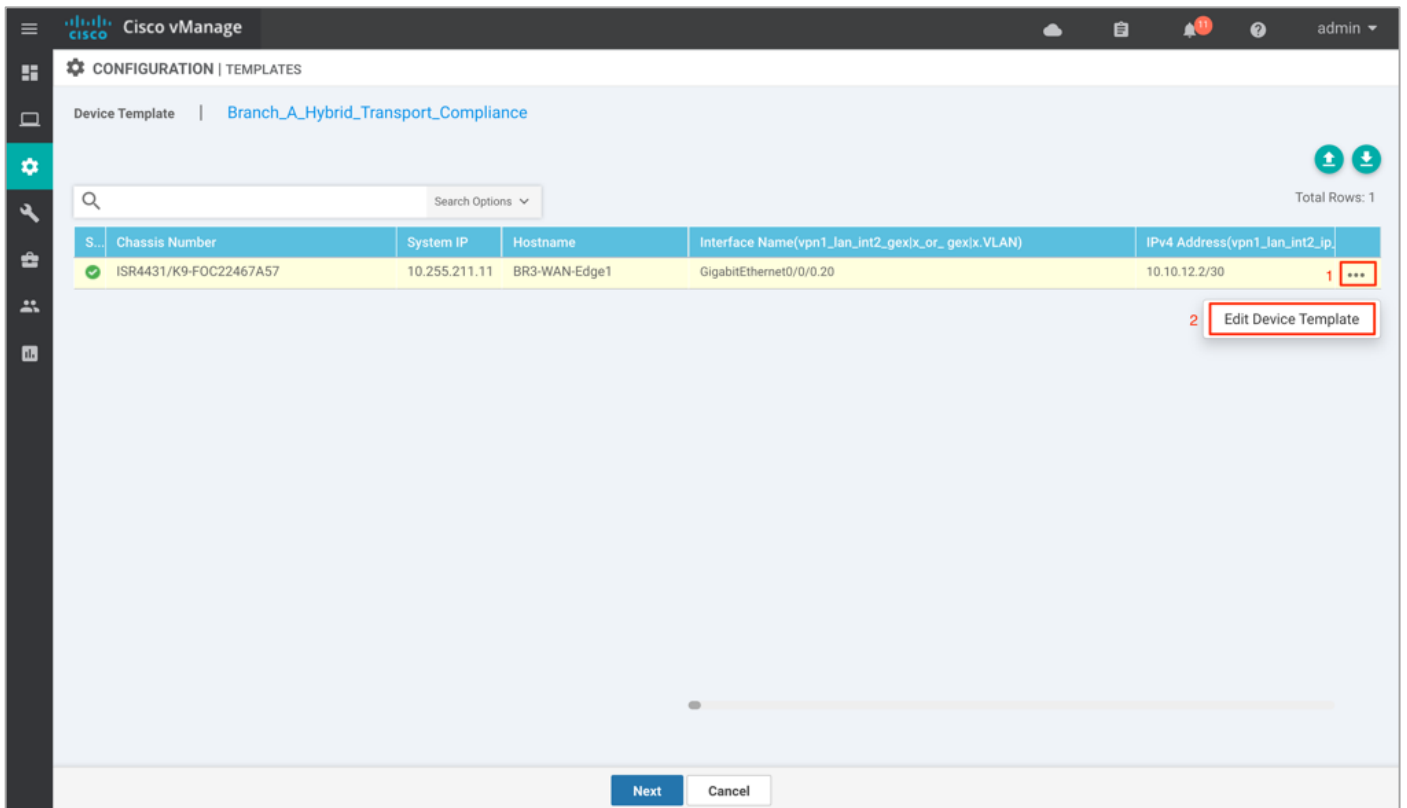 cisco Cisco vManage 11 admin
CONFIGURATION | TEMPLATES
Device Template | Branch_A_Hybrid_Transport_Compliance
Search Options Total Rows: 1
S... Chassis Number System IP Hostname Interface Name(vpn1_lan_int2_gex|x_or_ gex|x.VLAN) IPv4 Address(vpn1_lan_int2_ip_
ISR4431/K9-FOC22467A57 10.255.211.11 BR3-WAN-Edge1 GigabitEthernet0/0/0.20 10.10.12.2/30 1 ...
2 Edit Device Template
Next Cancel